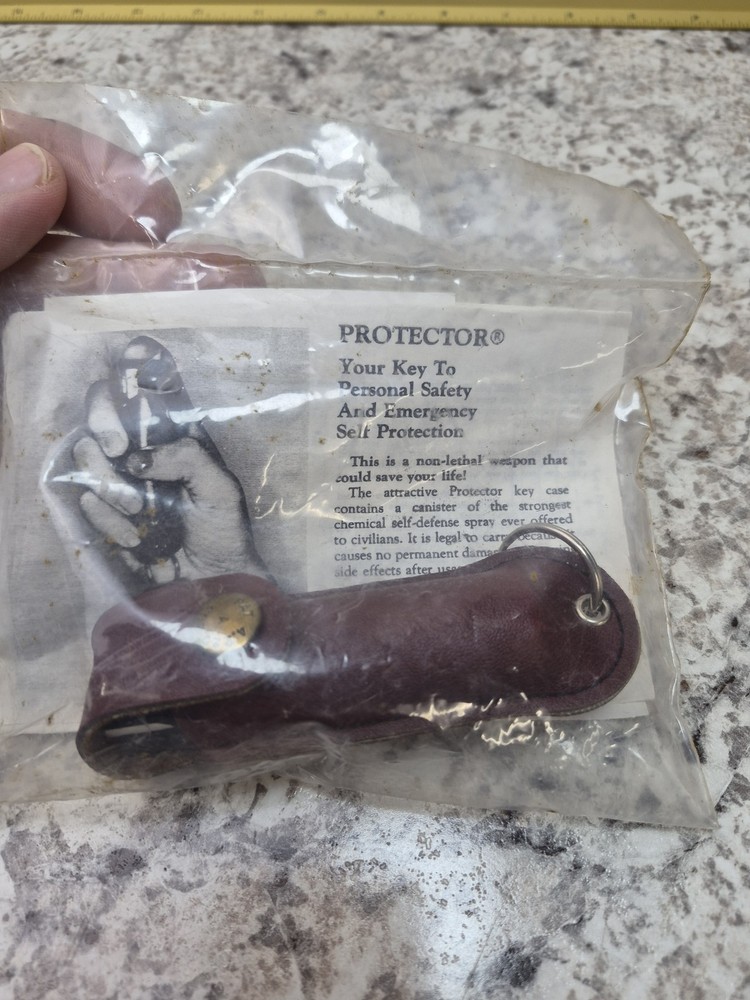 PROTECTOR®
Your Key To
Personal Safety
And Emergency
Self Protection
This is a non-lethal weapon that
could save your life!
The attractive Protector key case
contains a canister of the strongest
chemical self-defense spray ever offered
to civilians. It is legal to carry
causes no permanent
side effects after